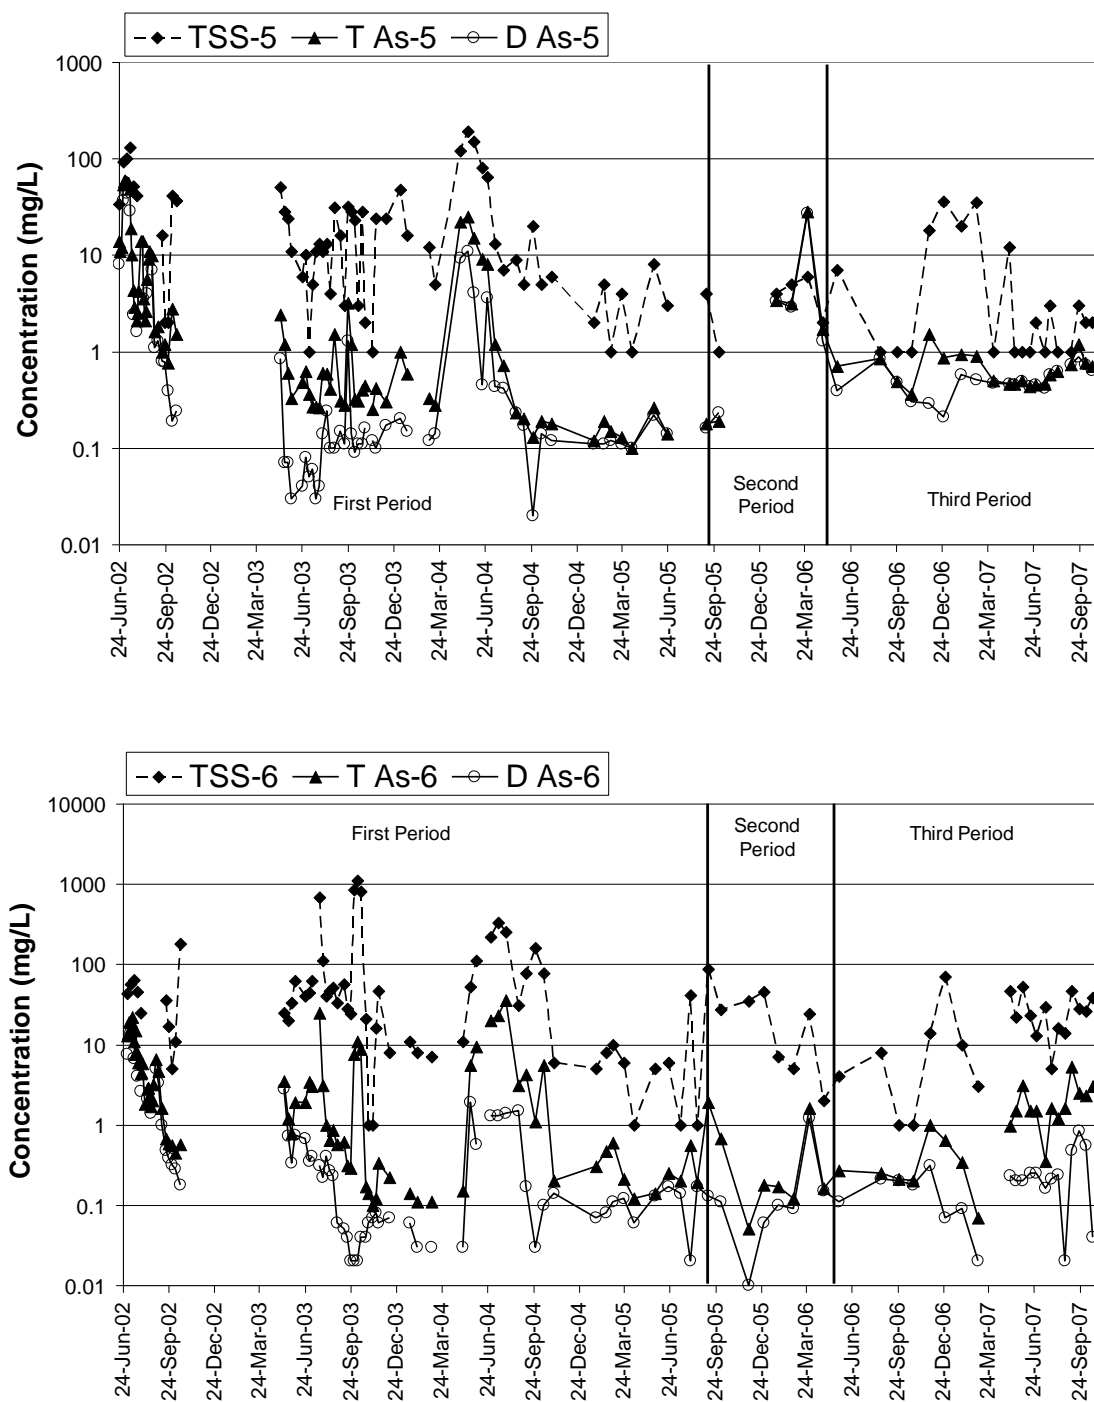 TSS-5 T As-5 D As-5
1000
100
10
1
0.1
0.01
Concentration (mg/L)
First Period
Second
Period
Third Period
24-Jun-02
24-Sep-02
24-Dec-02
24-Mar-03
24-Jun-03
24-Sep-03
24-Dec-03
24-Mar-04
24-Jun-04
24-Sep-04
24-Dec-04
24-Mar-05
24-Jun-05
24-Sep-05
24-Dec-05
24-Mar-06
24-Jun-06
24-Sep-06
24-Dec-06
24-Mar-07
24-Jun-07
24-Sep-07
TSS-6 T As-6 D As-6
10000
1000
100
10
1
0.1
0.01
Concentration (mg/L)
First Period
Second
Period
Third Period
24-Jun-02
24-Sep-02
24-Dec-02
24-Mar-03
24-Jun-03
24-Sep-03
24-Dec-03
24-Mar-04
24-Jun-04
24-Sep-04
24-Dec-04
24-Mar-05
24-Jun-05
24-Sep-05
24-Dec-05
24-Mar-06
24-Jun-06
24-Sep-06
24-Dec-06
24-Mar-07
24-Jun-07
24-Sep-07